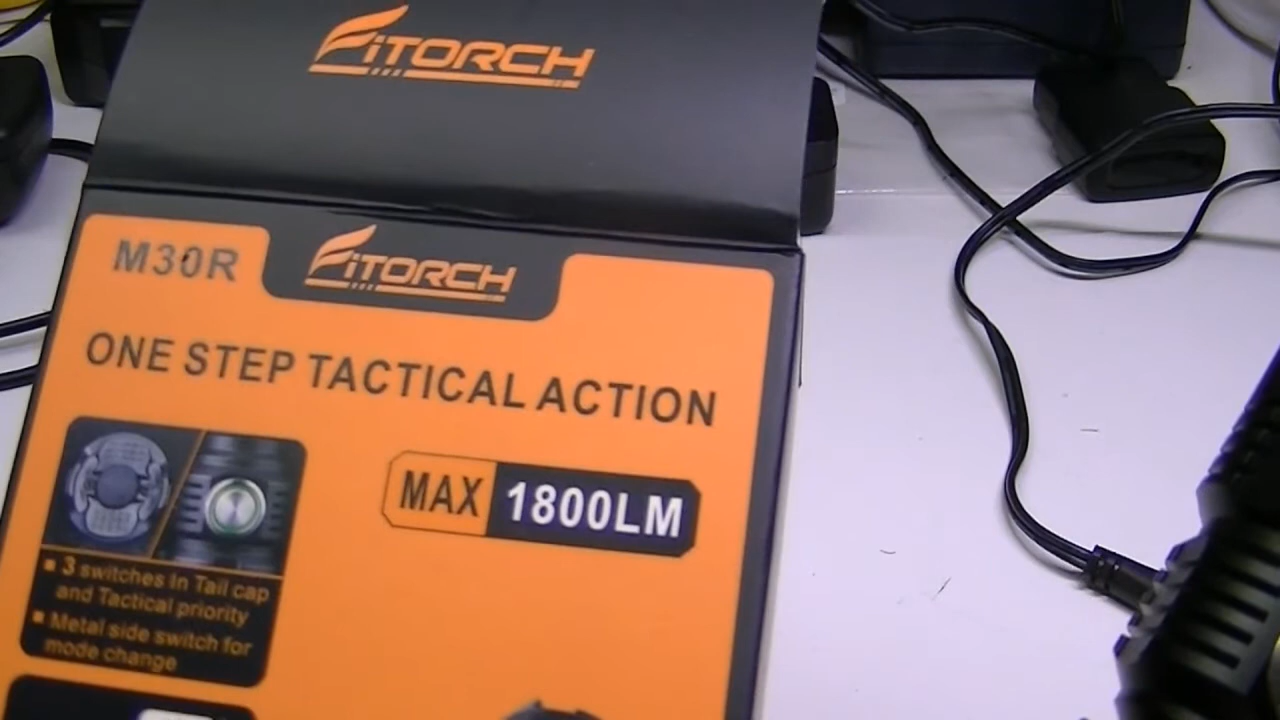 FiTORCH
M30R
FiTORCH
ONE STEP TACTICAL ACTION
MAX 1800LM
3 switches in Tail cap
and Tactical priority
Metal side switch for
mode change